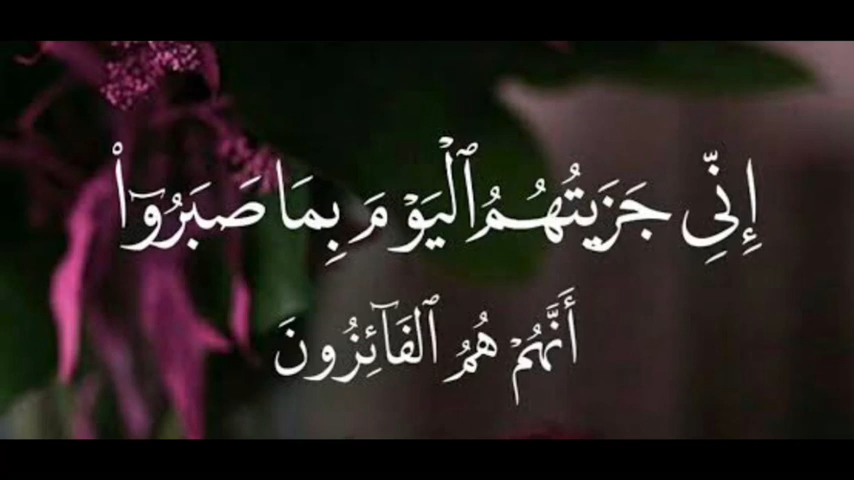 إِنِّي جَزَيْتُهُمُ ٱلْيَوْمَ بِمَا صَبَرُوٓا۟
أَنَّهُمْ هُمُ ٱلْفَآئِزُونَ